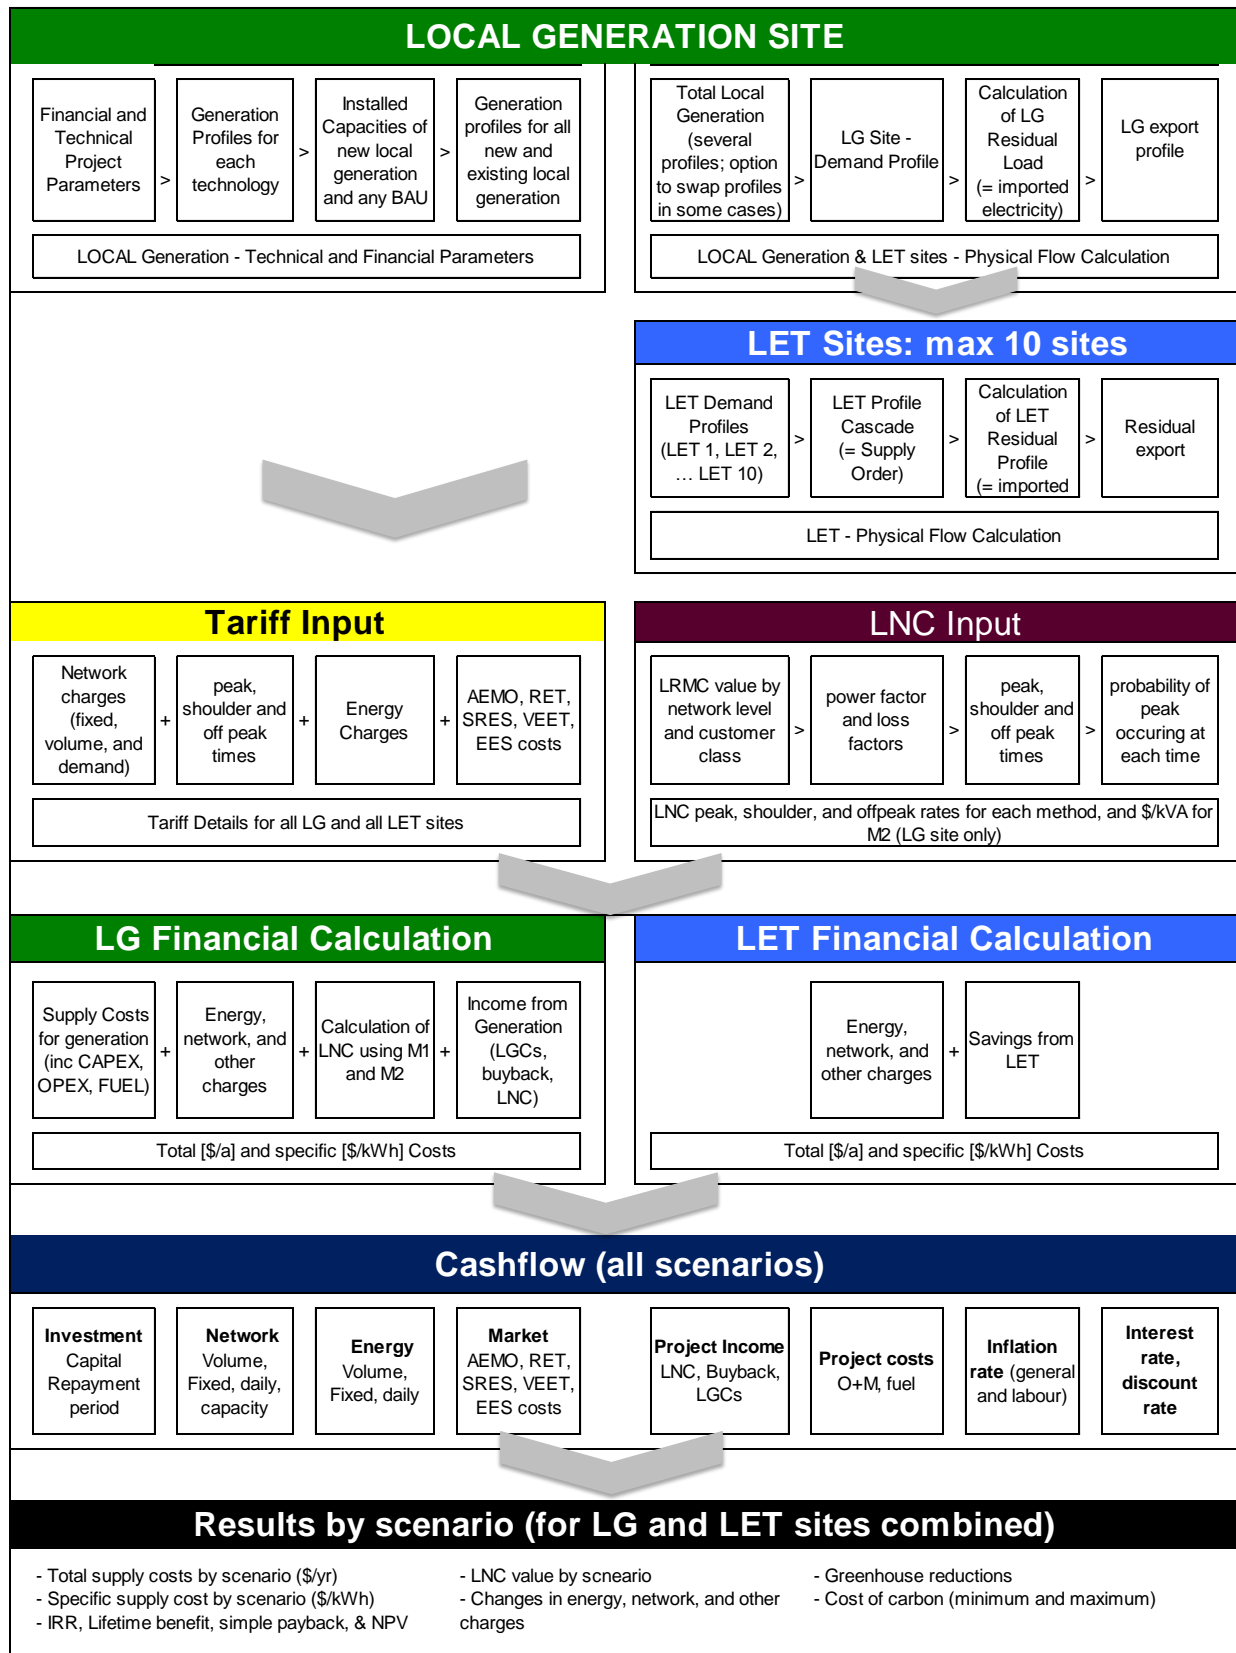 LOCAL GENERATION SITE
Financial and
Technical
Project
Parameters
>
Generation
Profiles for
each
technology
>
Installed
Capacities of
new local
generation
and any BAU
>
Generation
profiles for all
new and
existing local
generation
LOCAL Generation - Technical and Financial Parameters
Total Local
Generation
(several
profiles; option
to swap profiles
in some cases)
>
LG Site -
Demand Profile
>
Calculation
of LG
Residual
Load
(= imported
electricity)
>
LG export
profile
LOCAL Generation & LET sites - Physical Flow Calculation
LET Sites: max 10 sites
LET Demand
Profiles
(LET 1, LET 2,
… LET 10)
>
LET Profile
Cascade
(= Supply
Order)
>
Calculation
of LET
Residual
Profile
(= imported
>
Residual
export
LET - Physical Flow Calculation
Tariff Input
Network
charges
(fixed,
volume, and
demand)
+
peak,
shoulder and
off peak
times
+
Energy
Charges
+
AEMO, RET,
SRES, VEET,
EES costs
Tariff Details for all LG and all LET sites
LNC Input
LRMC value by
network level
and customer
class
>
power factor
and loss
factors
>
peak,
shoulder and
off peak
times
>
probability of
peak
occuring at
each time
LNC peak, shoulder, and offpeak rates for each method, and $/kVA for
M2 (LG site only)
LG Financial Calculation
Supply Costs
for generation
(inc CAPEX,
OPEX, FUEL)
+
Energy,
network, and
other
charges
+
Calculation of
LNC using M1
and M2
+
Income from
Generation
(LGCs,
buyback,
LNC)
Total [$/a] and specific [$/kWh] Costs
LET Financial Calculation
Energy,
network, and
other charges
+
Savings from
LET
Total [$/a] and specific [$/kWh] Costs
Cashflow (all scenarios)
Investment
Capital
Repayment
period
Network
Volume,
Fixed, daily,
capacity
Energy
Volume,
Fixed, daily
Market
AEMO, RET,
SRES, VEET,
EES costs
Project Income
LNC, Buyback,
LGCs
Project costs
O+M, fuel
Inflation
rate (general
and labour)
Interest
rate,
discount
rate
Results by scenario (for LG and LET sites combined)
- Total supply costs by scenario ($/yr)
- Specific supply cost by scenario ($/kWh)
- IRR, Lifetime benefit, simple payback, & NPV
- LNC value by scneario
- Changes in energy, network, and other
charges
- Greenhouse reductions
- Cost of carbon (minimum and maximum)